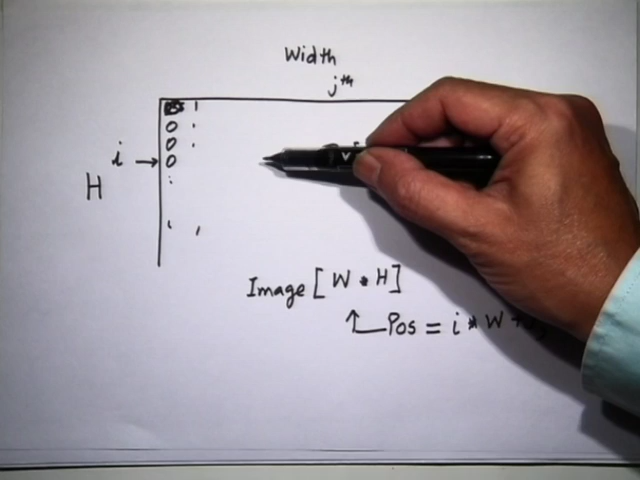 Width
jth
i →
H
Image [ W * H ]
Pos = i * W +